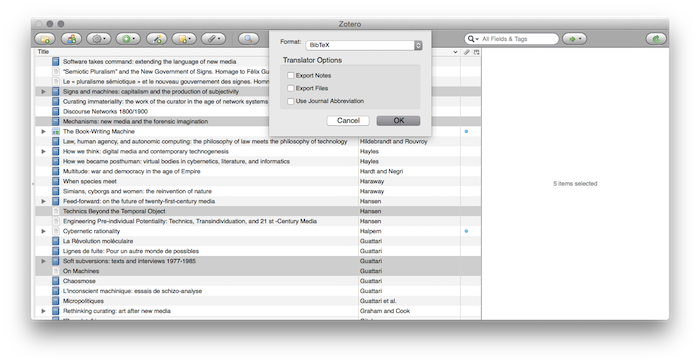 Zotero
Format: BibTeX
Translator Options
Export Notes
Export Files
Use Journal Abbreviation
Cancel OK
All Fields & Tags
Title
Software takes command: extending the language of new media
"Semiotic Pluralism" and the New Government of Signs. Homage to Félix Gu
Le « pluralisme sémiotique » et le nouveau gouvernement des signes. Hom
Signs and machines: capitalism and the production of subjectivity
Curating immateriality: the work of the curator in the age of network systems
Discourse Networks 1800/1900
Mechanisms: new media and the forensic imagination
The Book-Writing Machine
Law, human agency, and autonomic computing: the philosophy of law meets the philosophy of technology Hildebrandt and Rouvroy
How we think: digital media and contemporary technogenesis Hayles
How we became posthuman: virtual bodies in cybernetics, literature, and informatics Hayles
Multitude: war and democracy in the age of Empire Hardt and Negri
When species meet Haraway
Simians, cyborgs and women: the reinvention of nature Haraway
Feed-forward: on the future of twenty-first-century media Hansen
Technics Beyond the Temporal Object Hansen
Engineering Pre-individual Potentiality: Technics, Transindividuation, and 21 st -Century Media Hansen
Cybernetic rationality Halpern
La Révolution moléculaire Guattari
Lignes de fuite: Pour un autre monde de possibles Guattari
Soft subversions: texts and interviews 1977-1985 Guattari
On Machines Guattari
Chaosmose Guattari
L'inconscient machinique: essais de schizo-analyse Guattari
Micropolitiques Guattari et al.
Rethinking curating: art after new media Graham and Cook
5 items selected